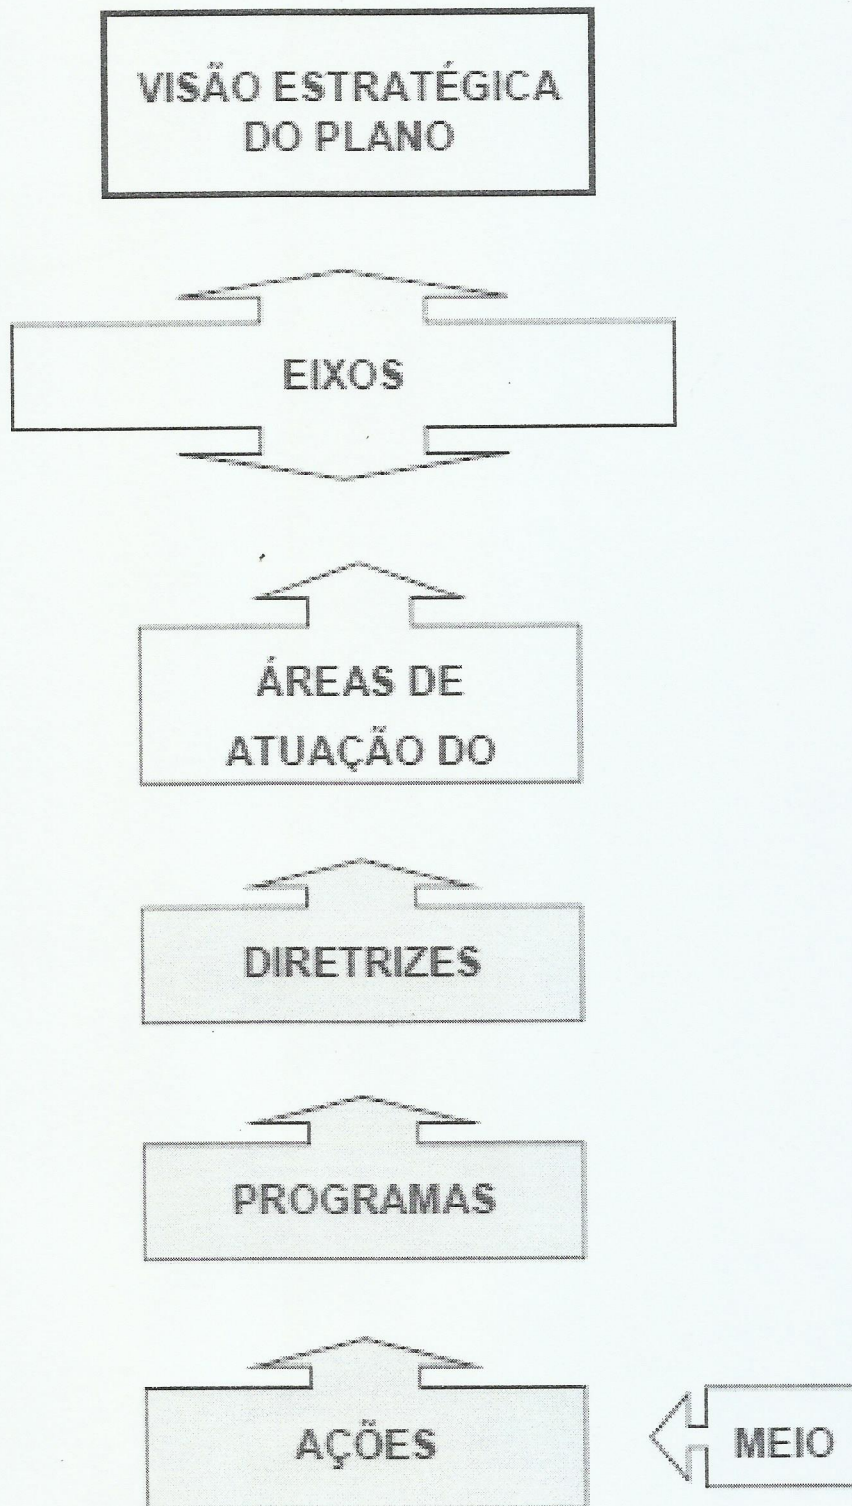 VISÃO ESTRATÉGICA
DO PLANO
EIXOS
ÁREAS DE
ATUAÇÃO DO
DIRETRIZES
PROGRAMAS
AÇÕES
MEIO